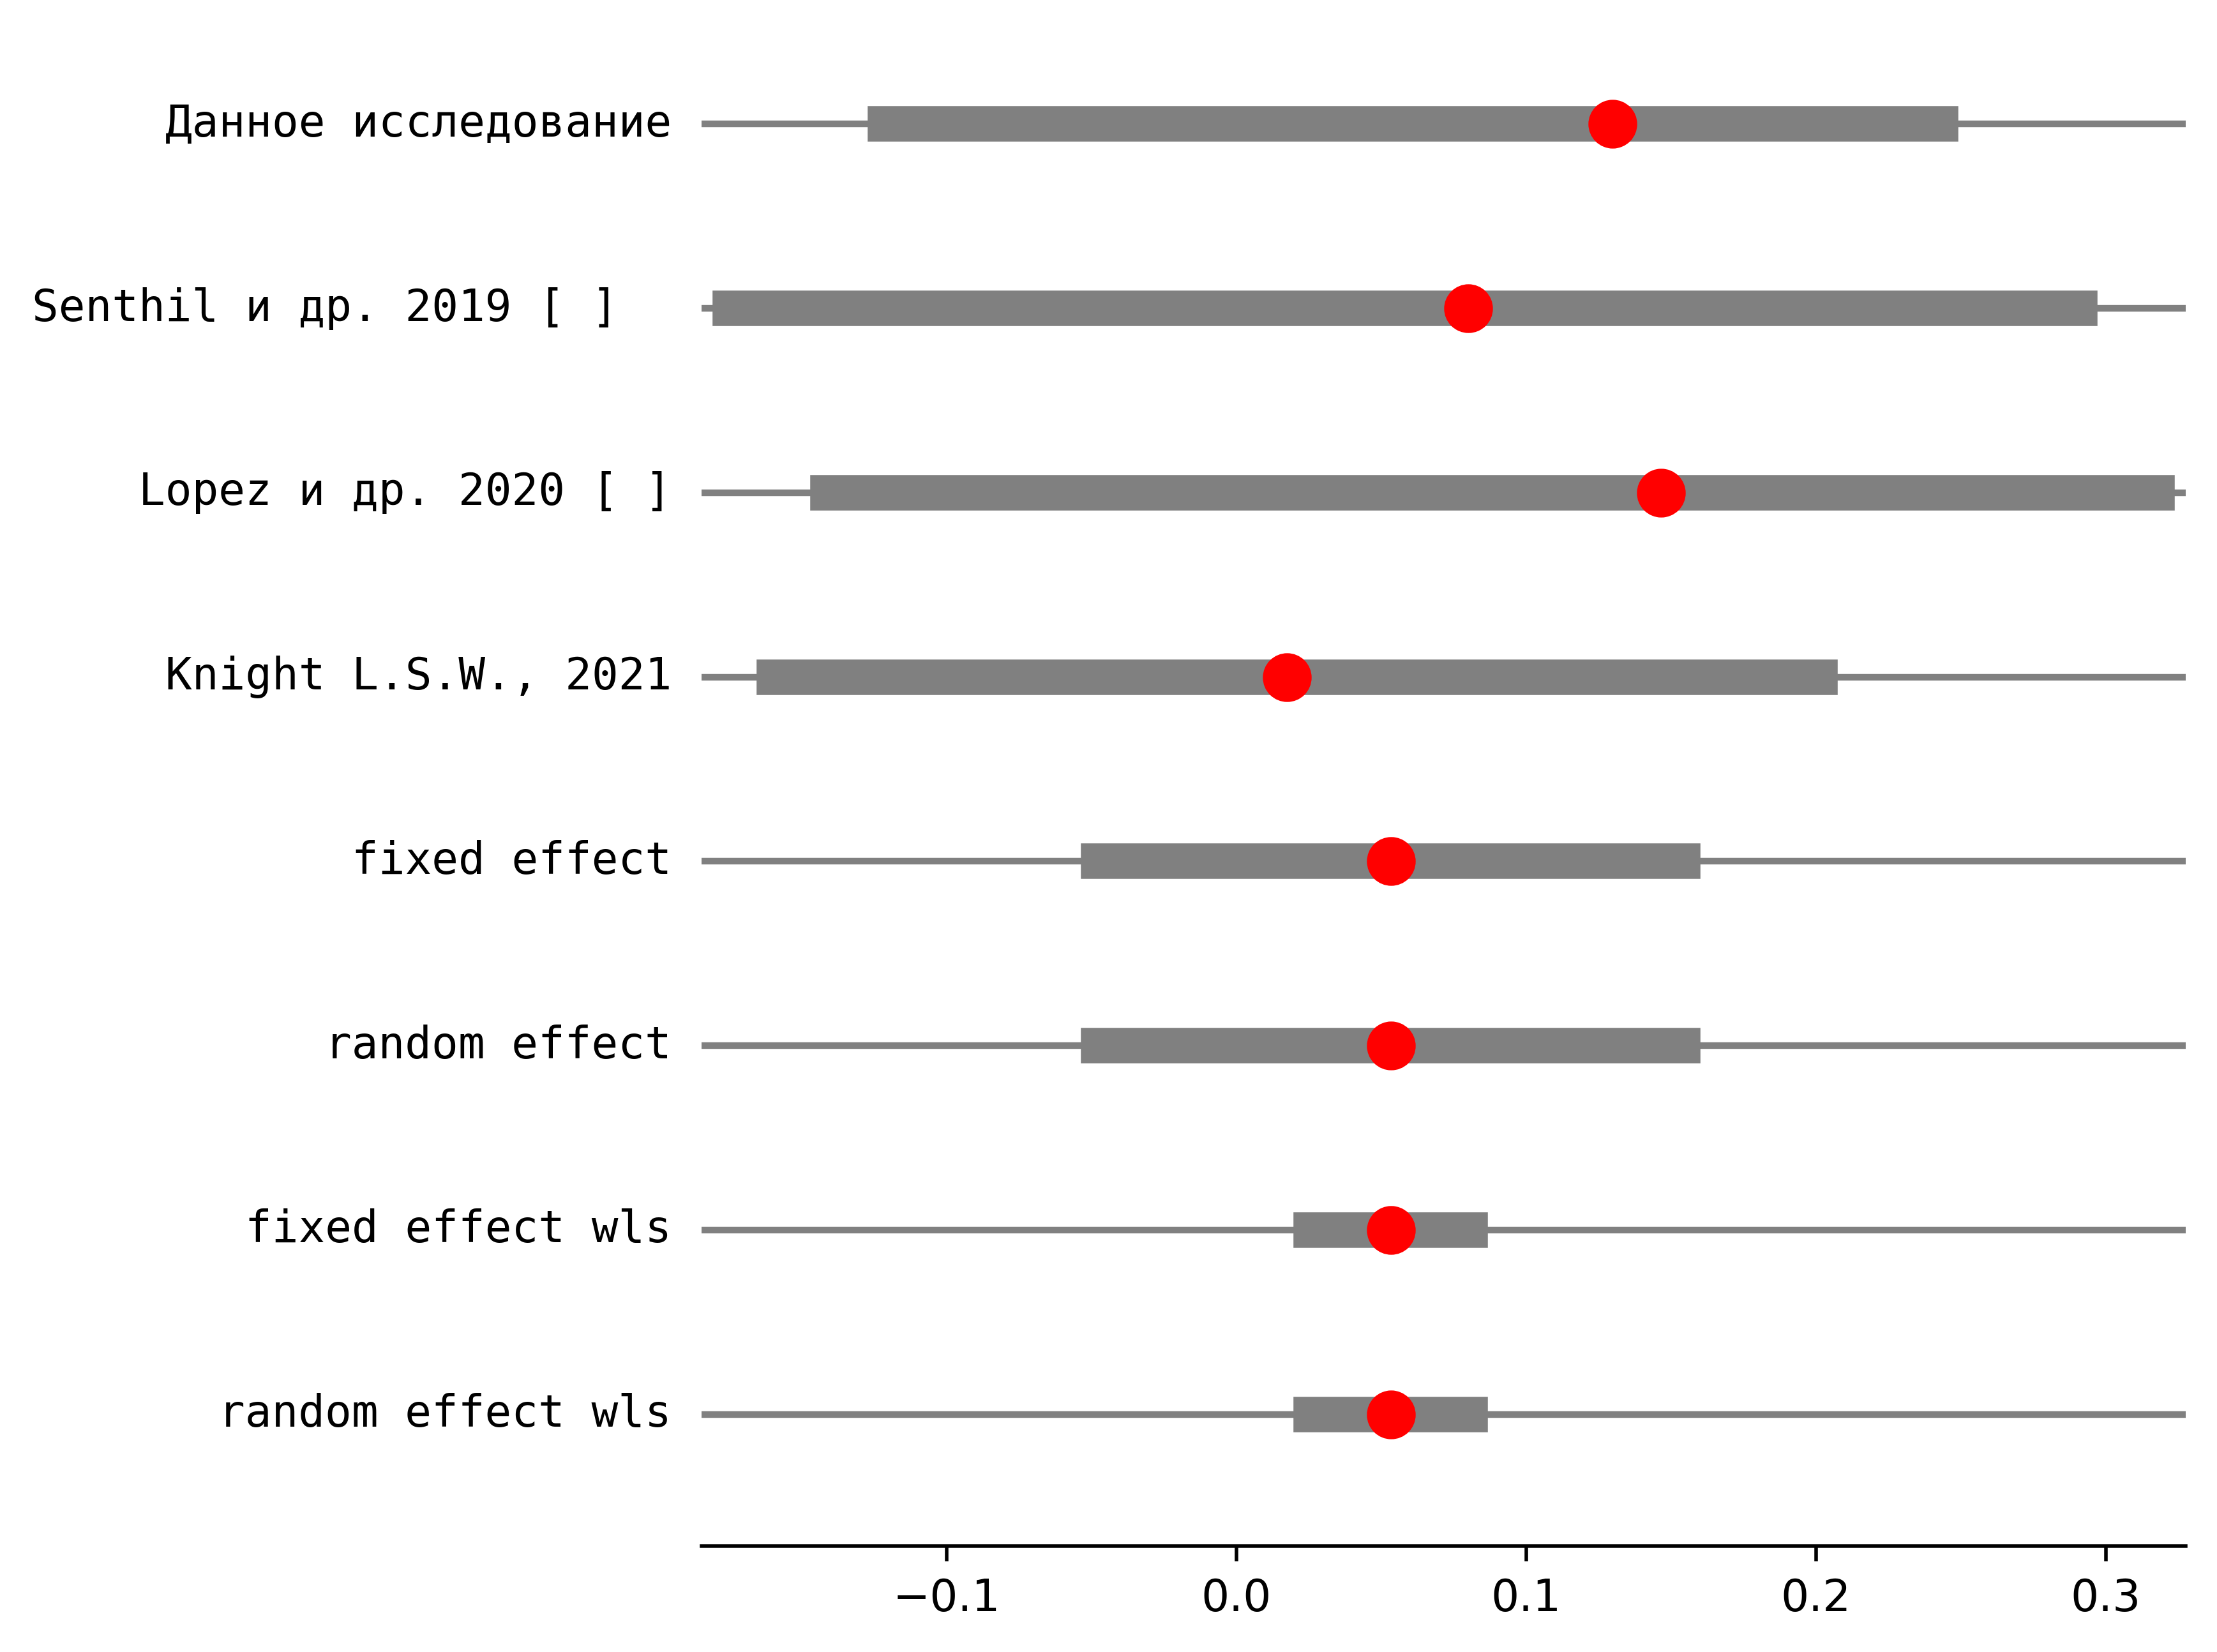 Данное исследование
Senthil и др. 2019 [ ]
Lopez и др. 2020 [ ]
Knight L.S.W., 2021
fixed effect
random effect
fixed effect wls
random effect wls
−0.1 0.0 0.1 0.2 0.3